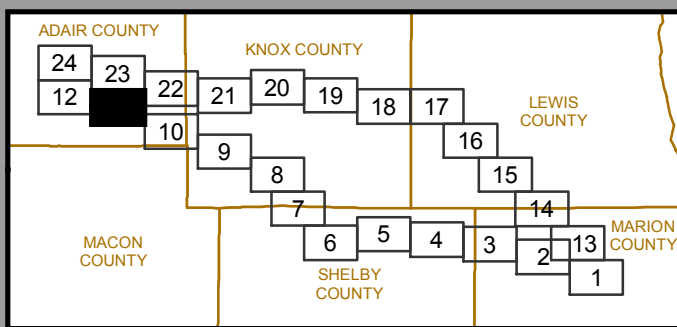 ADAIR COUNTY
KNOX COUNTY
24
23
22
21
20
19
18
17
12
10
9
8
7
16
15
14
LEWIS
COUNTY
MACON
COUNTY
6
5
4
3
2
13
1
SHELBY
COUNTY
MARION
COUNTY